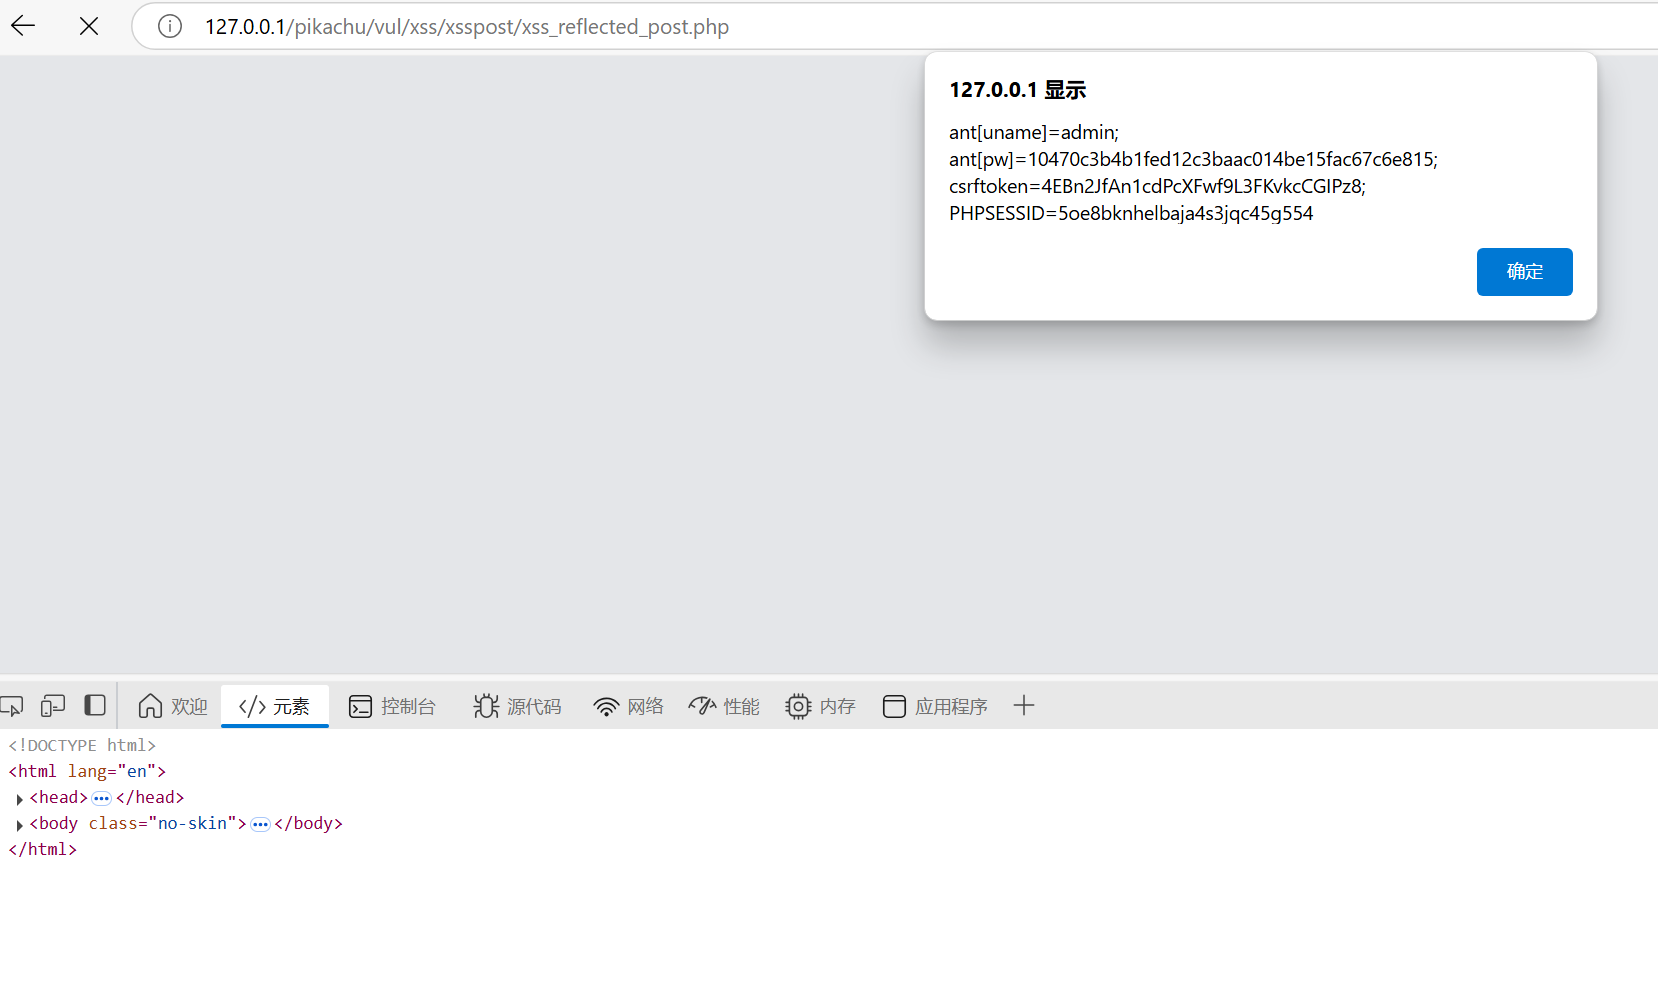 127.0.0.1/pikachu/vul/xss/xsspost/xss_reflected_post.php
127.0.0.1 显示
ant[uname]=admin;
ant[pw]=10470c3b4b1fed12c3baac014be15fac67c6e815;
csrftoken=4EBn2JfAn1cdPcXFwf9L3FKvkcCGIPz8;
PHPSESSID=5oe8bknhelbaja4s3jqc45g554
确定
欢迎 </> 元素 控制台 源代码 网络 性能 内存 应用程序
<!DOCTYPE html>
<html lang="en">
<head>•••</head>
<body class="no-skin">•••</body>
</html>